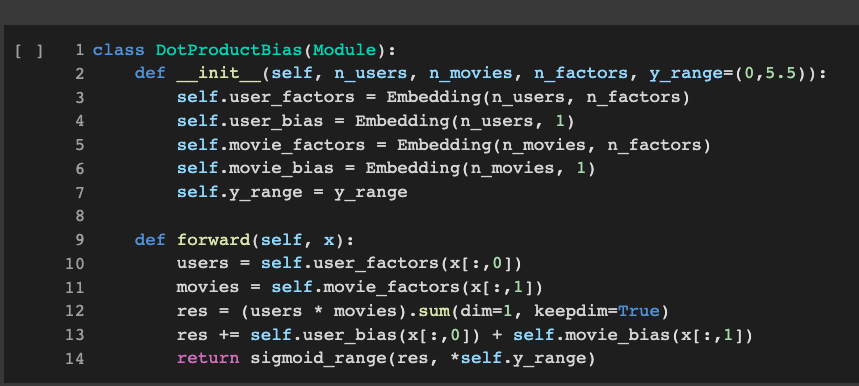 [ ] 1 class DotProductBias(Module):
2     def __init__(self, n_users, n_movies, n_factors, y_range=(0,5.5)):
3         self.user_factors = Embedding(n_users, n_factors)
4         self.user_bias = Embedding(n_users, 1)
5         self.movie_factors = Embedding(n_movies, n_factors)
6         self.movie_bias = Embedding(n_movies, 1)
7         self.y_range = y_range
8
9     def forward(self, x):
10         users = self.user_factors(x[:,0])
11         movies = self.movie_factors(x[:,1])
12         res = (users * movies).sum(dim=1, keepdim=True)
13         res += self.user_bias(x[:,0]) + self.movie_bias(x[:,1])
14         return sigmoid_range(res, *self.y_range)